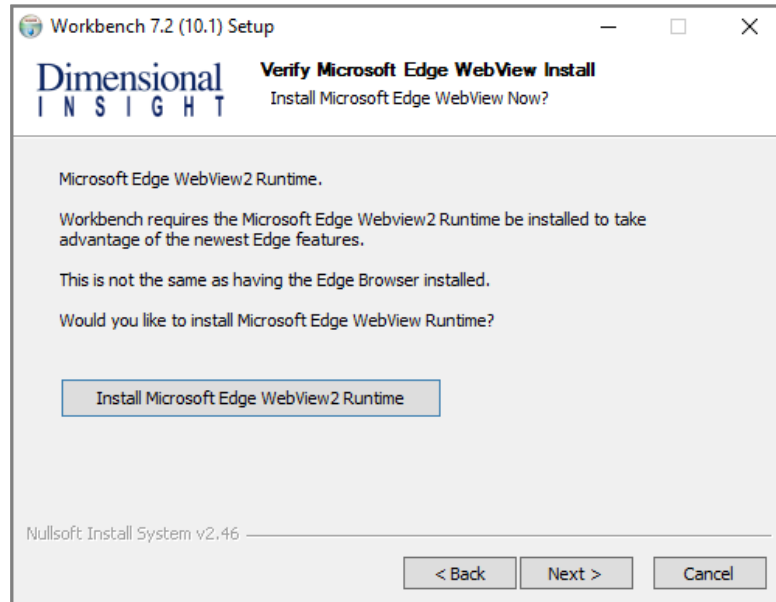 Workbench 7.2 (10.1) Setup
Dimensional
INSIGHT
Verify Microsoft Edge WebView Install
Install Microsoft Edge WebView Now?
Microsoft Edge WebView2 Runtime.
Workbench requires the Microsoft Edge Webview2 Runtime be installed to take
advantage of the newest Edge features.
This is not the same as having the Edge Browser installed.
Would you like to install Microsoft Edge WebView Runtime?
Install Microsoft Edge WebView2 Runtime
Nullsoft Install System v2.46
< Back Next > Cancel